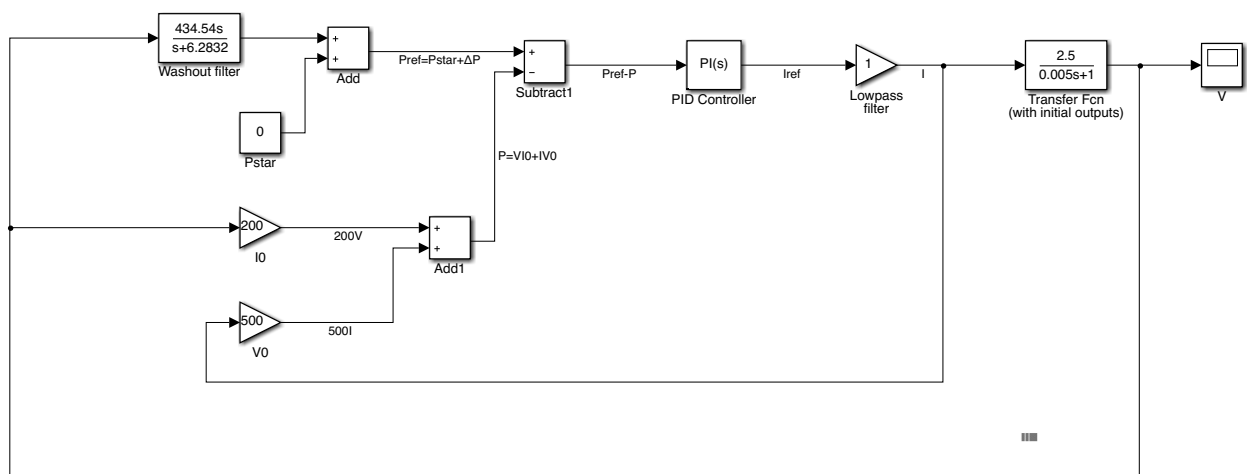 434.54s
s+6.2832
Washout filter
+
+
Add
Pref=Pstar+ΔP
+
−
Subtract1
Pref-P
PI(s)
PID Controller
Iref
1
Lowpass
filter
I
2.5
0.005s+1
Transfer Fcn
(with initial outputs)
V
0
Pstar
P=VI0+IV0
200
I0
200V
+
+
Add1
500
V0
500I